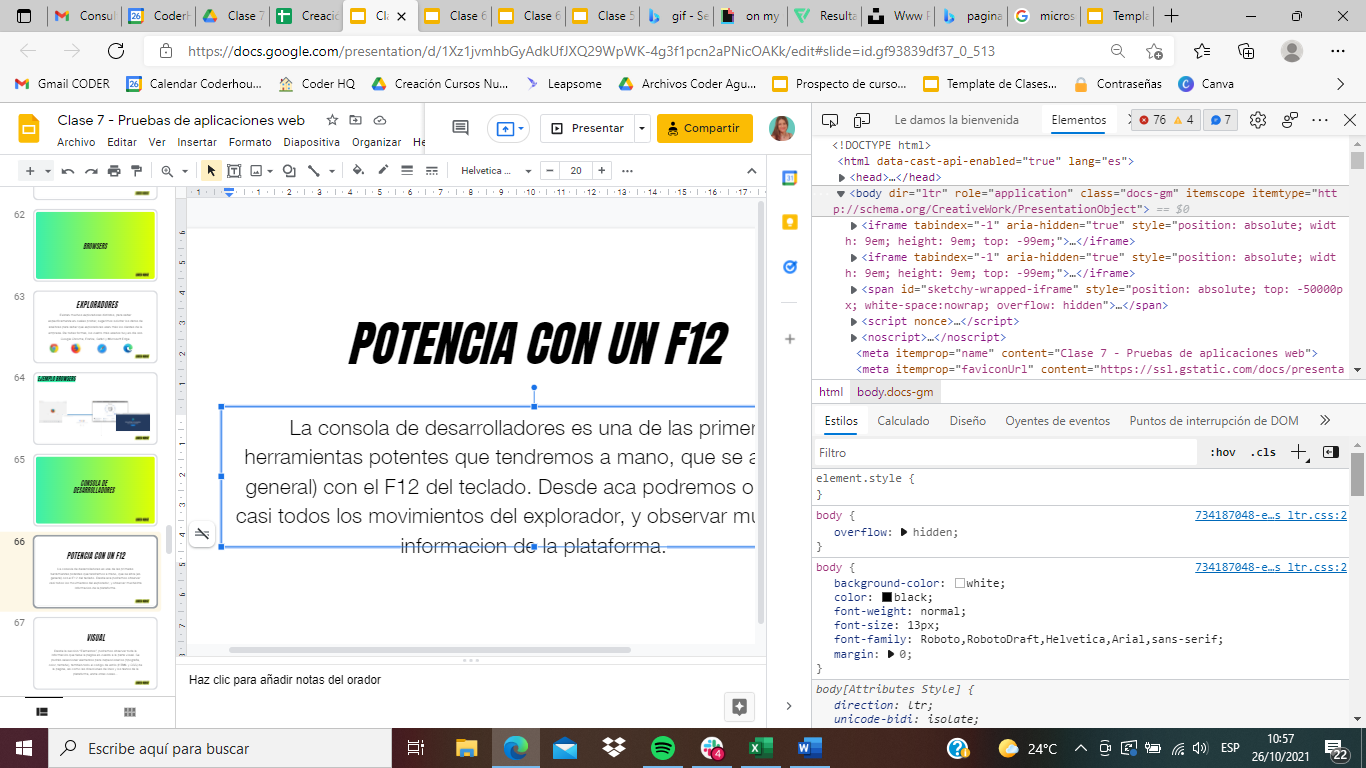 Consul
CoderH
Clase 7
Creació
Cla
Clase 6
Clase 6
Clase 5
gif - Se
on my
Resulta
Www F
pagina
micros
Templa
https://docs.google.com/presentation/d/1Xz1jvmhbGyAdkUfJXQ29WpWK-4g3f1pcn2aPNicOAKk/edit#slide=id.gf93839df37_0_513
Gmail CODER
Calendar Coderhou...
Coder HQ
Creación Cursos Nu...
Leapsome
Archivos Coder Agu...
Prospecto de curso...
Template de Clases...
Contraseñas
Canva
Clase 7 - Pruebas de aplicaciones web
Archivo Editar Ver Insertar Formato Diapositiva Organizar He
Presentar
Compartir
Helvetica ...
20
62
BROWSERS
63
EXPLORADORES
64
EJEMPLO BROWSERS
65
CONSOLA DE
DESARROLLADORES
66
POTENCIA CON UN F12
67
VISUAL
POTENCIA CON UN F12
La consola de desarrolladores es una de las primer
herramientas potentes que tendremos a mano, que se a
general) con el F12 del teclado. Desde aca podremos o
casi todos los movimientos del explorador, y observar mu
informacion de la plataforma.
Haz clic para añadir notas del orador
Le damos la bienvenida
Elementos
76
4
7
<!DOCTYPE html>
<html data-cast-api-enabled="true" lang="es">
<head>…</head>
<body dir="ltr" role="application" class="docs-gm" itemscope itemtype="htt
p://schema.org/CreativeWork/PresentationObject"> == $0
<iframe tabindex="-1" aria-hidden="true" style="position: absolute; widt
h: 9em; height: 9em; top: -99em;">…</iframe>
<iframe tabindex="-1" aria-hidden="true" style="position: absolute; widt
h: 9em; height: 9em; top: -99em;">…</iframe>
<span id="sketchy-wrapped-iframe" style="position: absolute; top: -50000p
x; white-space:nowrap; overflow: hidden">…</span>
<script nonce>…</script>
<noscript>…</noscript>
<meta itemprop="name" content="Clase 7 - Pruebas de aplicaciones web">
<meta itemprop="faviconUrl" content="https://ssl.gstatic.com/docs/presenta
html body.docs-gm
Estilos Calculado Diseño Oyentes de eventos Puntos de interrupción de DOM
Filtro
:hov .cls
element.style {
}
body {
734187048-e…s ltr.css:2
overflow: hidden;
}
body {
734187048-e…s ltr.css:2
background-color: white;
color: black;
font-weight: normal;
font-size: 13px;
font-family: Roboto,RobotoDraft,Helvetica,Arial,sans-serif;
margin: 0;
}
body[Attributes Style] {
direction: ltr;
unicode-bidi: isolate;
Escribe aquí para buscar
4
24°C
ESP
10:57
26/10/2021
22